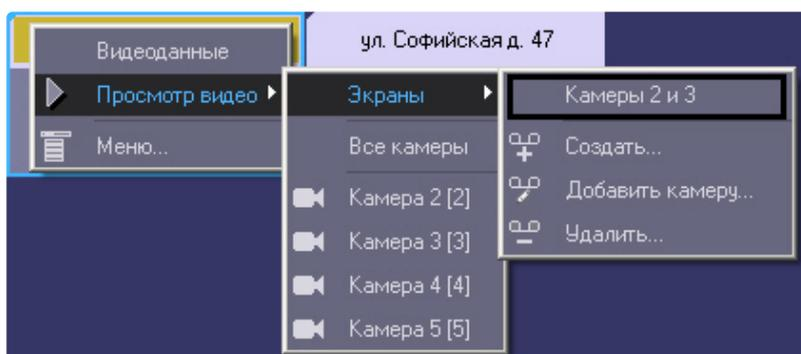 ул. Софийская д. 47
Видеоданные
Просмотр видео
Меню...
Экраны
Все камеры
Камера 2 [2]
Камера 3 [3]
Камера 4 [4]
Камера 5 [5]
Камеры 2 и 3
Создать...
Добавить камеру...
Удалить...